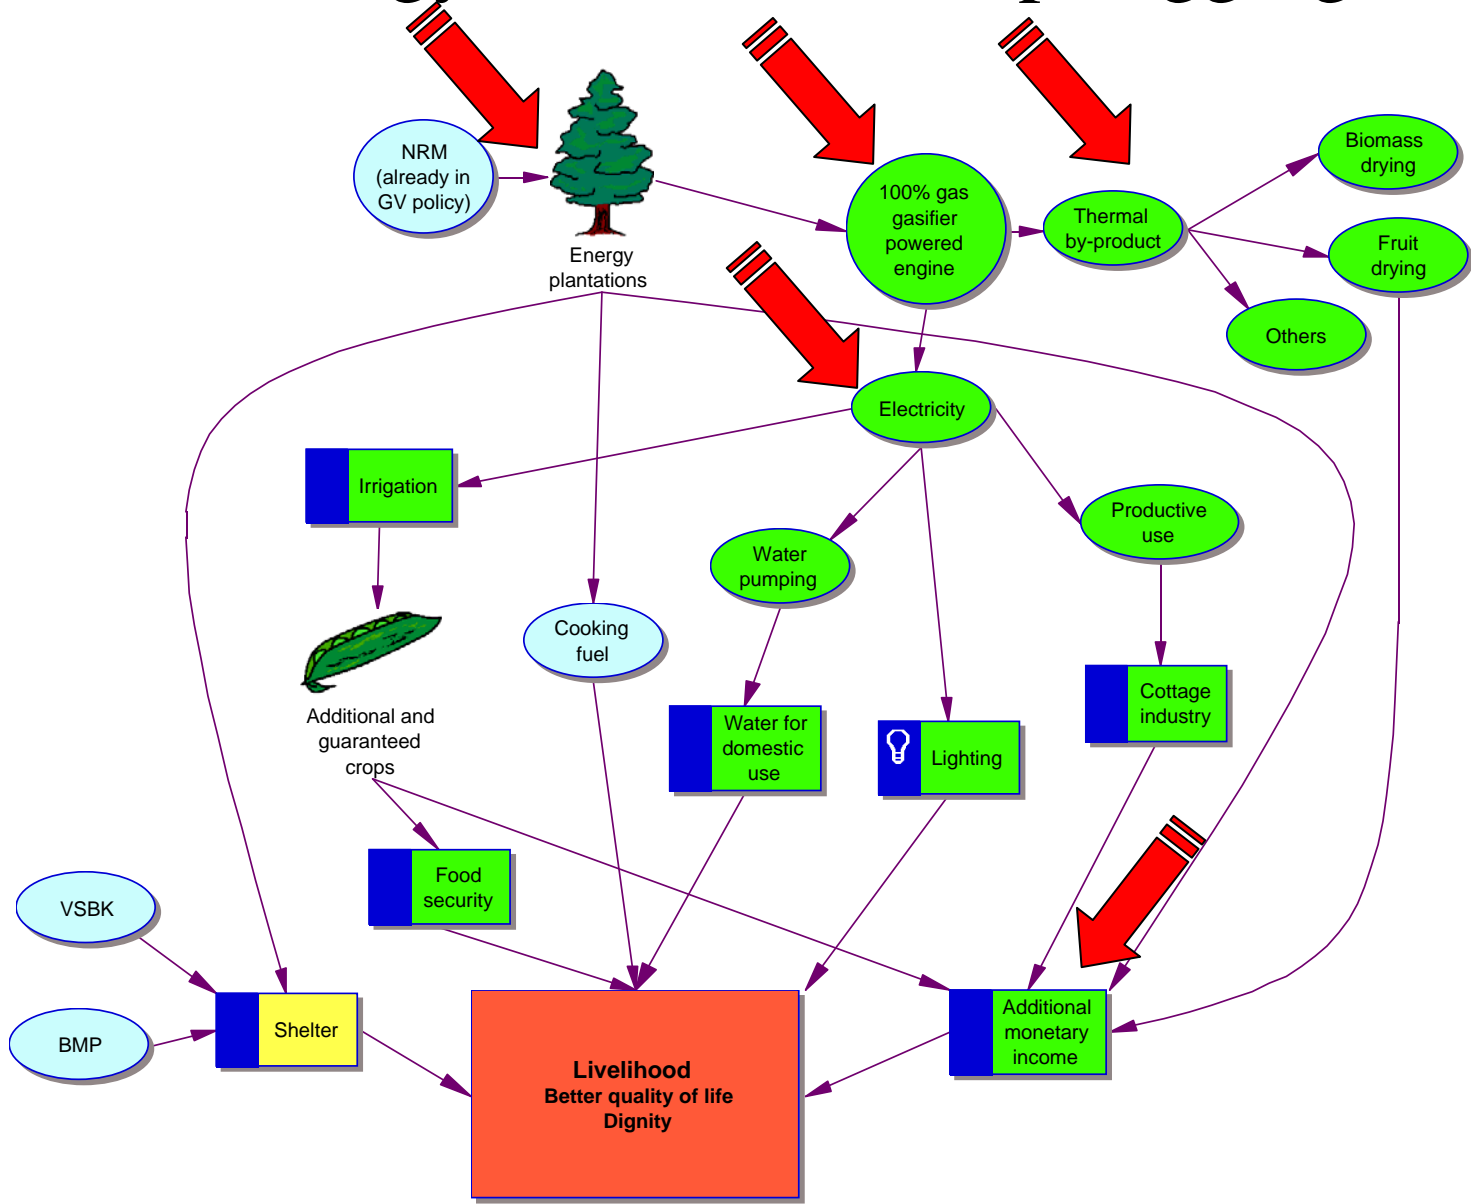 NRM
(already in
GV policy)
Energy
plantations
100% gas
gasifier
powered
engine
Thermal
by-product
Biomass
drying
Fruit
drying
Others
Electricity
Irrigation
Productive
use
Water
pumping
Cooking
fuel
Additional and
guaranteed
crops
Water for
domestic
use
Lighting
Cottage
industry
Food
security
VSBK
BMP
Shelter
Additional
monetary
income
Livelihood
Better quality of life
Dignity